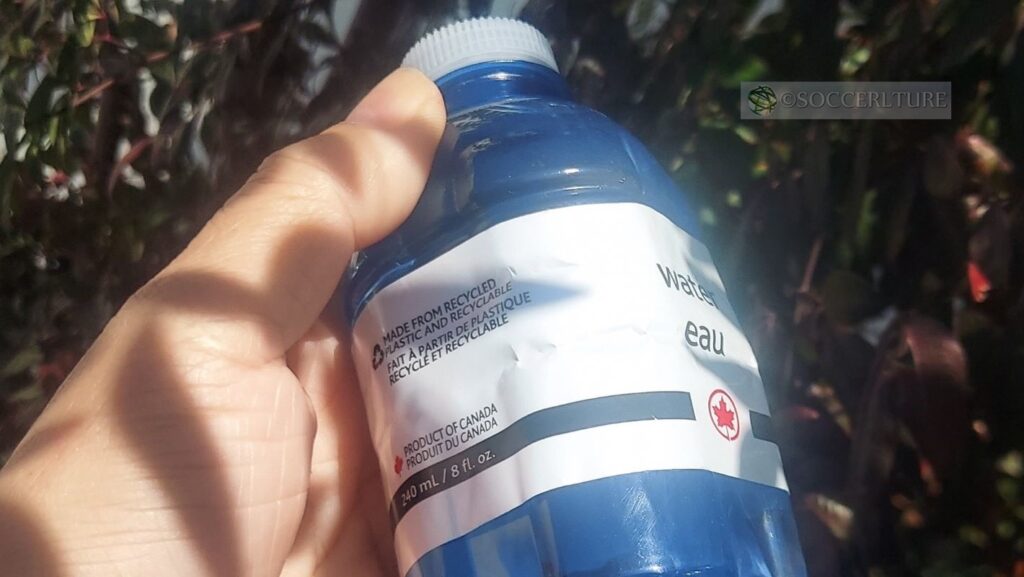 ©SOCCERLTURE
Water
eau
MADE FROM RECYCLED
PLASTIC AND RECYCLABLE
FAIT À PARTIR DE PLASTIQUE
RECYCLÉ ET RECYCLABLE
PRODUCT OF CANADA
PRODUIT DU CANADA
240 mL / 8 fl. oz.